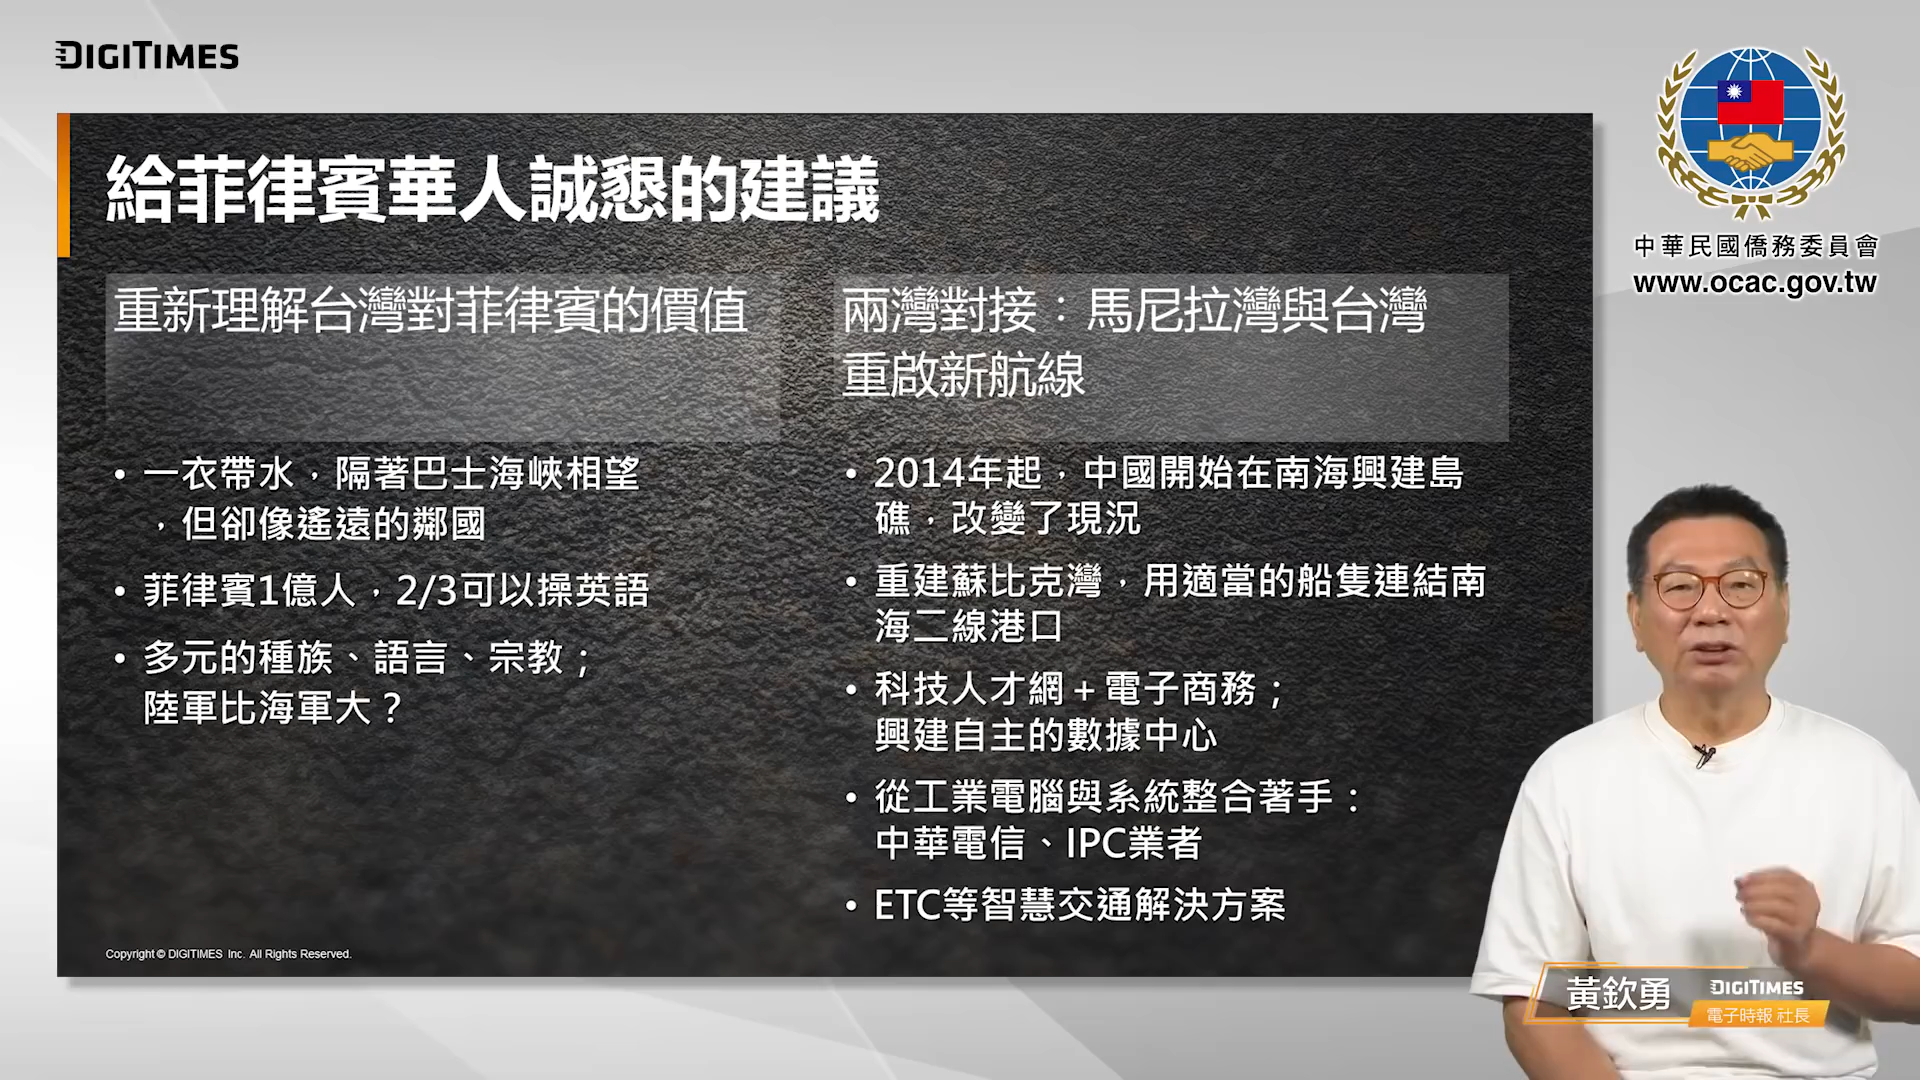 DIGITIMES
給菲律賓華人誠懇的建議
重新理解台灣對菲律賓的價值
• 一衣帶水，隔著巴士海峽相望
，但卻像遙遠的鄰國
• 菲律賓1億人，2/3可以操英語
• 多元的種族、語言、宗教；
陸軍比海軍大？
兩灣對接：馬尼拉灣與台灣
重啟新航線
• 2014年起，中國開始在南海興建島
礁，改變了現況
• 重建蘇比克灣，用適當的船隻連結南
海二線港口
• 科技人才網＋電子商務；
興建自主的數據中心
• 從工業電腦與系統整合著手：
中華電信、IPC業者
• ETC等智慧交通解決方案
Copyright © DIGITIMES Inc. All Rights Reserved.
中華民國僑務委員會
www.ocac.gov.tw
黃欽勇
DIGITIMES
電子時報 社長